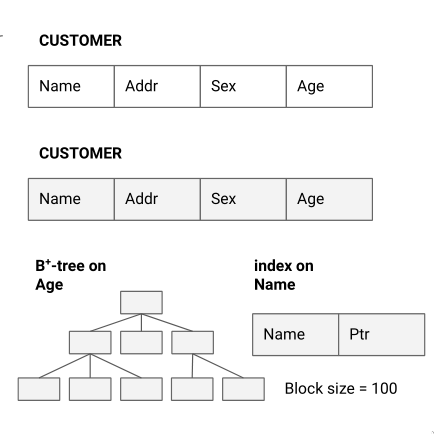 CUSTOMER
Name Addr Sex Age
CUSTOMER
Name Addr Sex Age
B⁺-tree on
Age
index on
Name
Name Ptr
Block size = 100